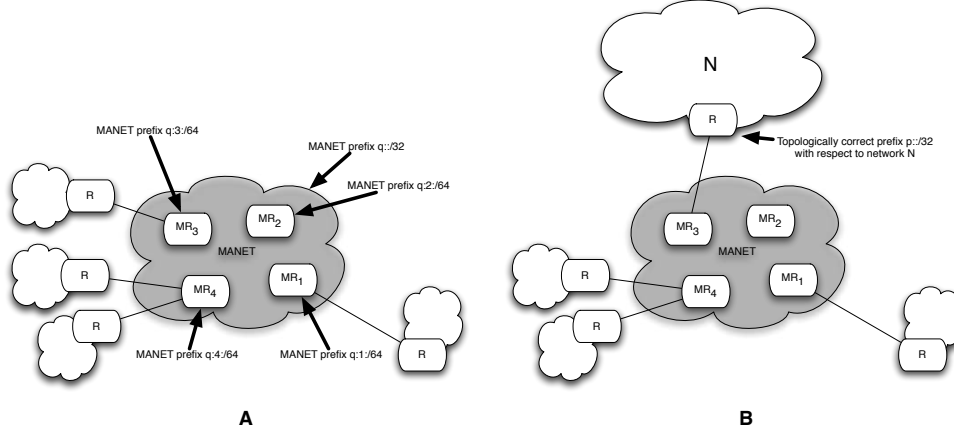 MANET prefix q:3:/64
MANET prefix q::/32
MANET prefix q:2:/64
R
MR3
MR2
MANET
R
MR4
MR1
R
R
MANET prefix q:4:/64
MANET prefix q:1:/64
A
N
R
Topologically correct prefix p::/32
with respect to network N
MR3
MR2
MANET
R
MR4
MR1
R
R
B